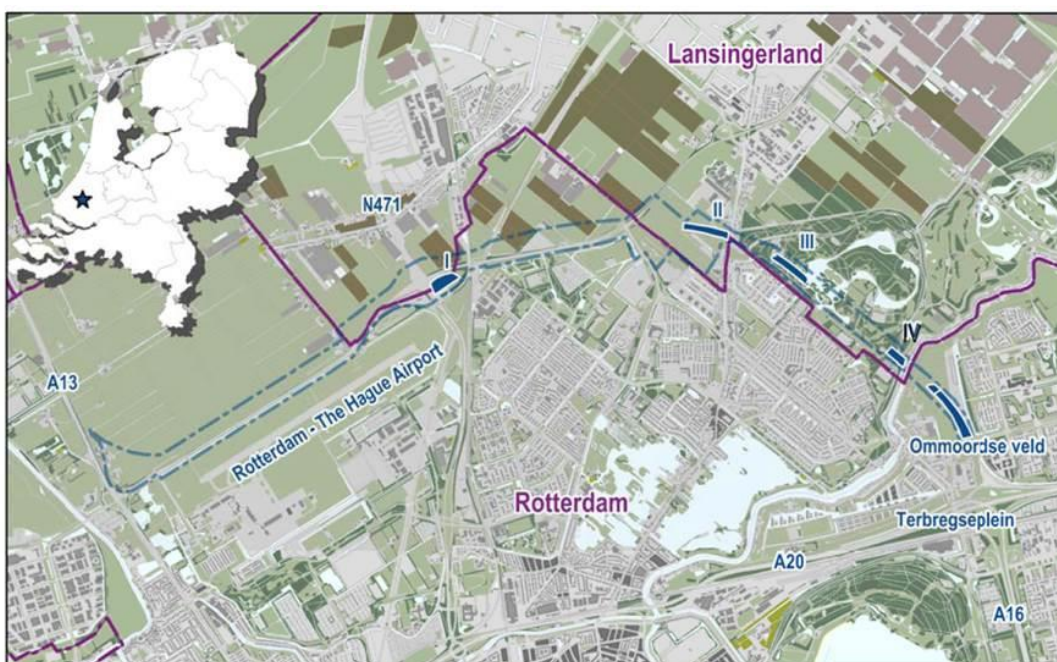 Lansingerland
N471
I
II
III
IV
A13
Rotterdam - The Hague Airport
Ommoordse veld
Rotterdam
Terbregseplein
A20
A16